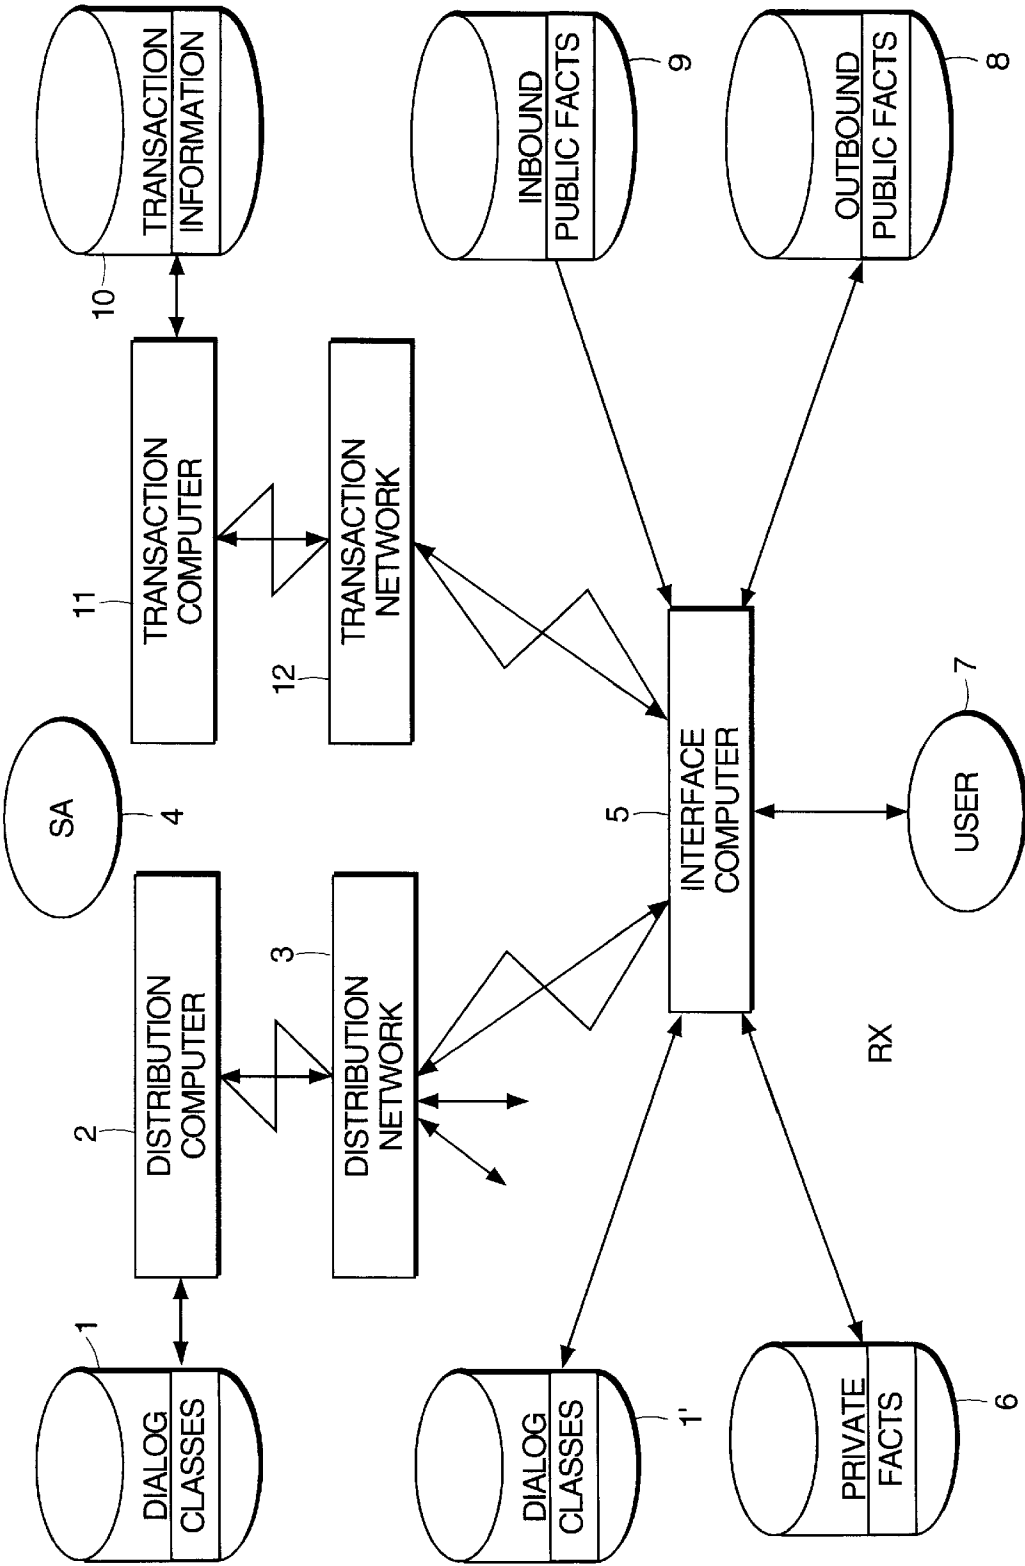 1
DIALOG
CLASSES
2
DISTRIBUTION
COMPUTER
SA
4
11
TRANSACTION
COMPUTER
10
TRANSACTION
INFORMATION
3
DISTRIBUTION
NETWORK
12
TRANSACTION
NETWORK
DIALOG
CLASSES
1'
5
INTERFACE
COMPUTER
INBOUND
PUBLIC FACTS
9
PRIVATE
FACTS
6
RX
USER
7
OUTBOUND
PUBLIC FACTS
8